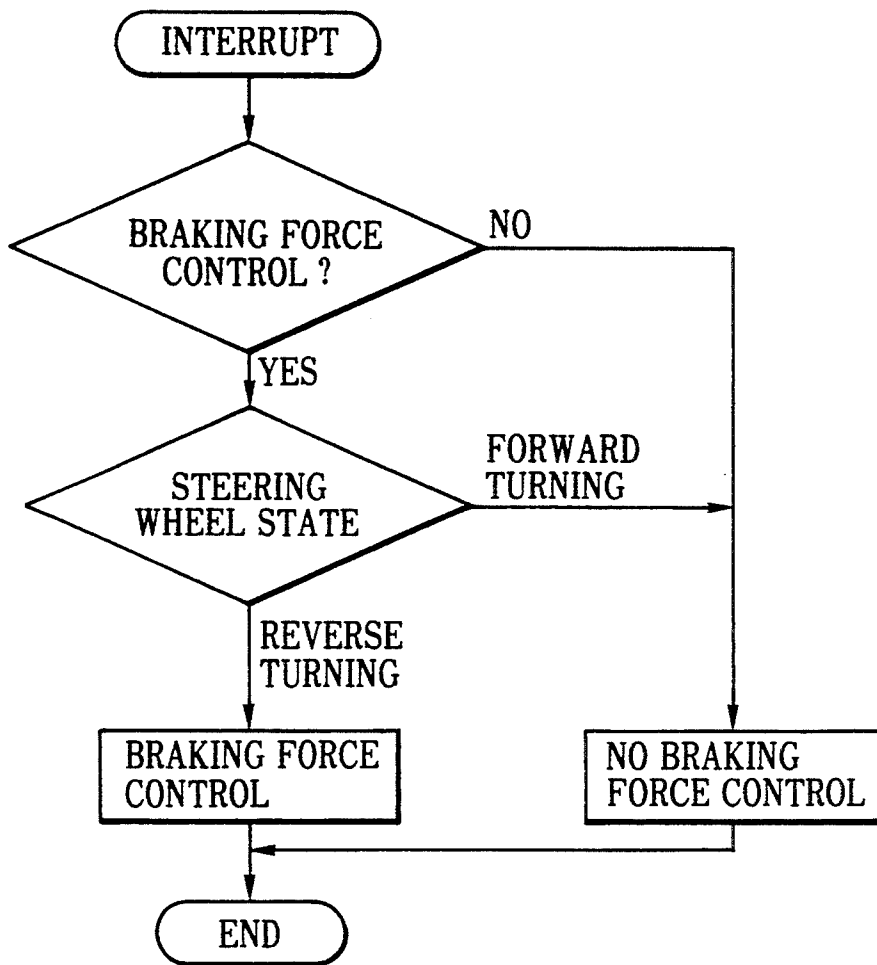 INTERRUPT
BRAKING FORCE
CONTROL ?
NO
YES
STEERING
WHEEL STATE
FORWARD
TURNING
REVERSE
TURNING
BRAKING FORCE
CONTROL
NO BRAKING
FORCE CONTROL
END